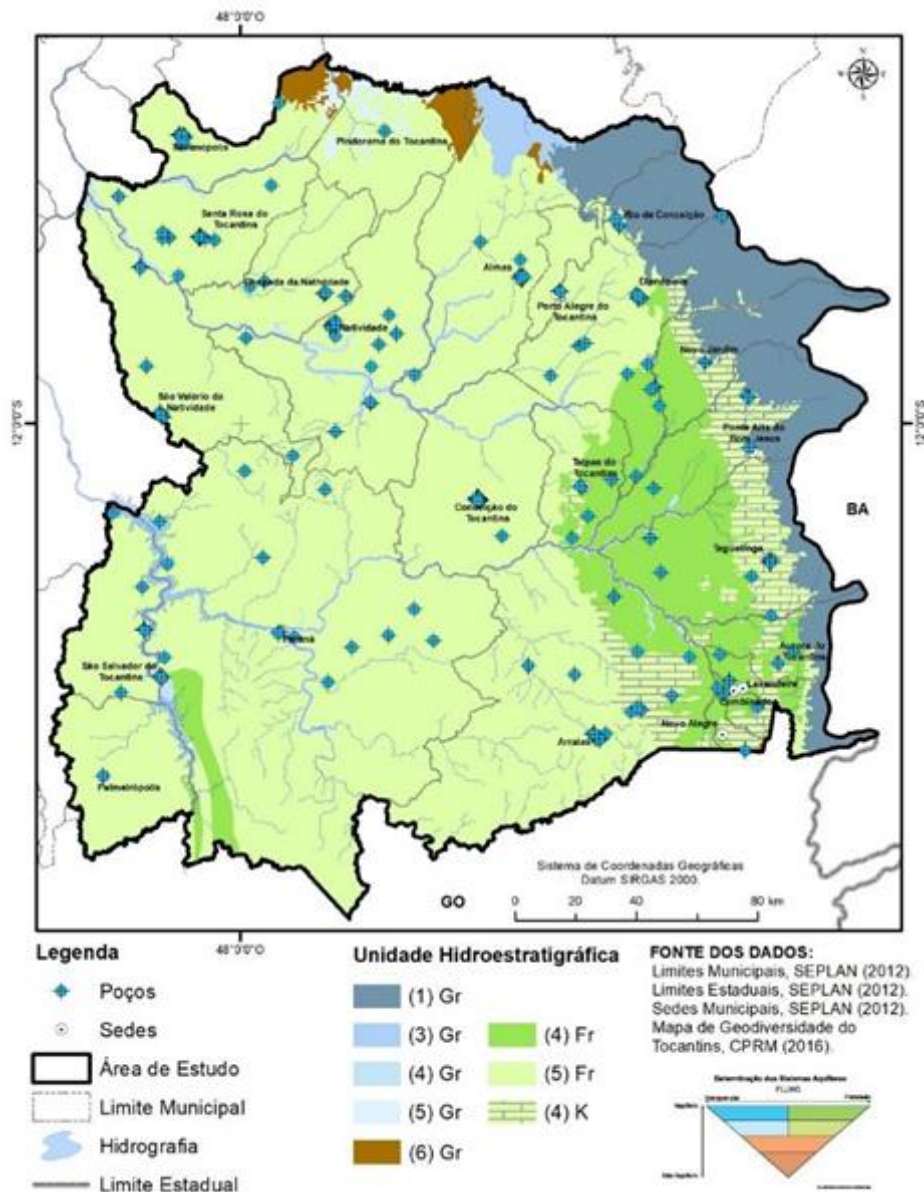 48°0'0"O
Pindorama do Tocantins
Santa Rosa do
Tocantins
Rio da Conceição
Almas
Chapada da Natividade
Porto Alegre do
Tocantins
Natividade
Novo Jardim
São Valério da
Natividade
12°0'0"S
12°0'0"S
Ponte Alta do
Bom Jesus
Taipas do
Tocantins
Conceição do
Tocantins
BA
Taguatinga
Paranã
São Salvador do
Tocantins
Aurora do
Tocantins
Lavandeira
Combinado
Novo Alegre
Arraias
Palmeirópolis
Sistema de Coordenadas Geográficas
Datum SIRGAS 2000.
GO
0 20 40 80 km
48°0'0"O
Legenda
Poços
Sedes
Área de Estudo
Limite Municipal
Hidrografia
Limite Estadual
Unidade Hidroestratigráfica
(1) Gr
(3) Gr
(4) Gr
(5) Gr
(6) Gr
(4) Fr
(5) Fr
(4) K
FONTE DOS DADOS:
Limites Municipais, SEPLAN (2012)
Limites Estaduais, SEPLAN (2012).
Sedes Municipais, SEPLAN (2012).
Mapa de Geodiversidade do
Tocantins, CPRM (2016).
Determinação dos Sistemas Aquíferos